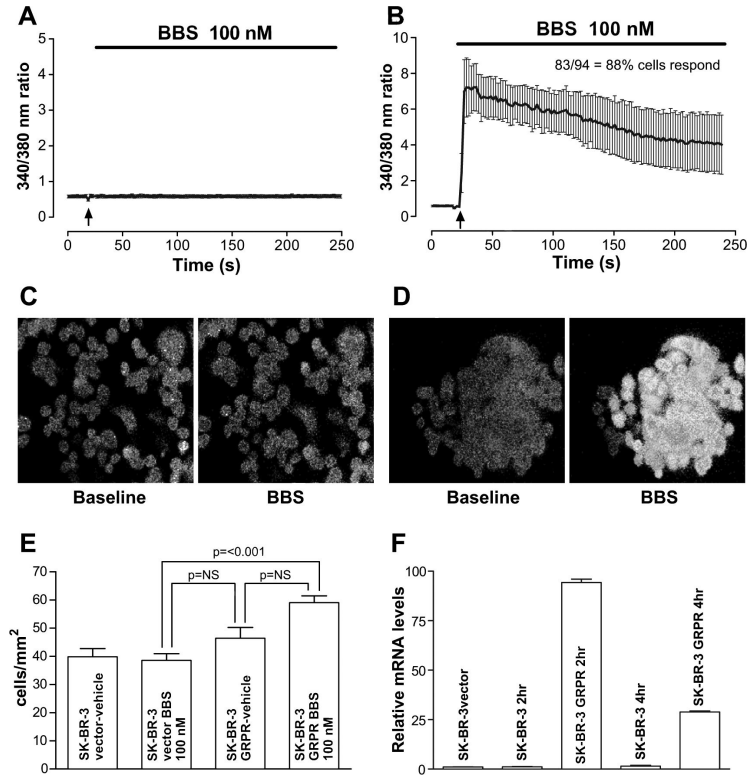 A
BBS 100 nM
340/380 nm ratio
5
4
3
2
1
0
0 50 100 150 200 250
Time (s)
B
BBS 100 nM
83/94 = 88% cells respond
340/380 nm ratio
10
8
6
4
2
0
0 50 100 150 200 250
Time (s)
C
Baseline
BBS
D
Baseline
BBS
E
p=<0.001
p=NS
p=NS
cells/mm2
70
60
50
40
30
20
10
0
SK-BR-3
vector-vehicle
SK-BR-3
vector BBS
100 nM
SK-BR-3
GRPR-vehicle
SK-BR-3
GRPR BBS
100 nM
F
Relative mRNA levels
100
75
50
25
0
SK-BR-3vector
SK-BR-3 2hr
SK-BR-3 GRPR 2hr
SK-BR-3 4hr
SK-BR-3 GRPR 4hr